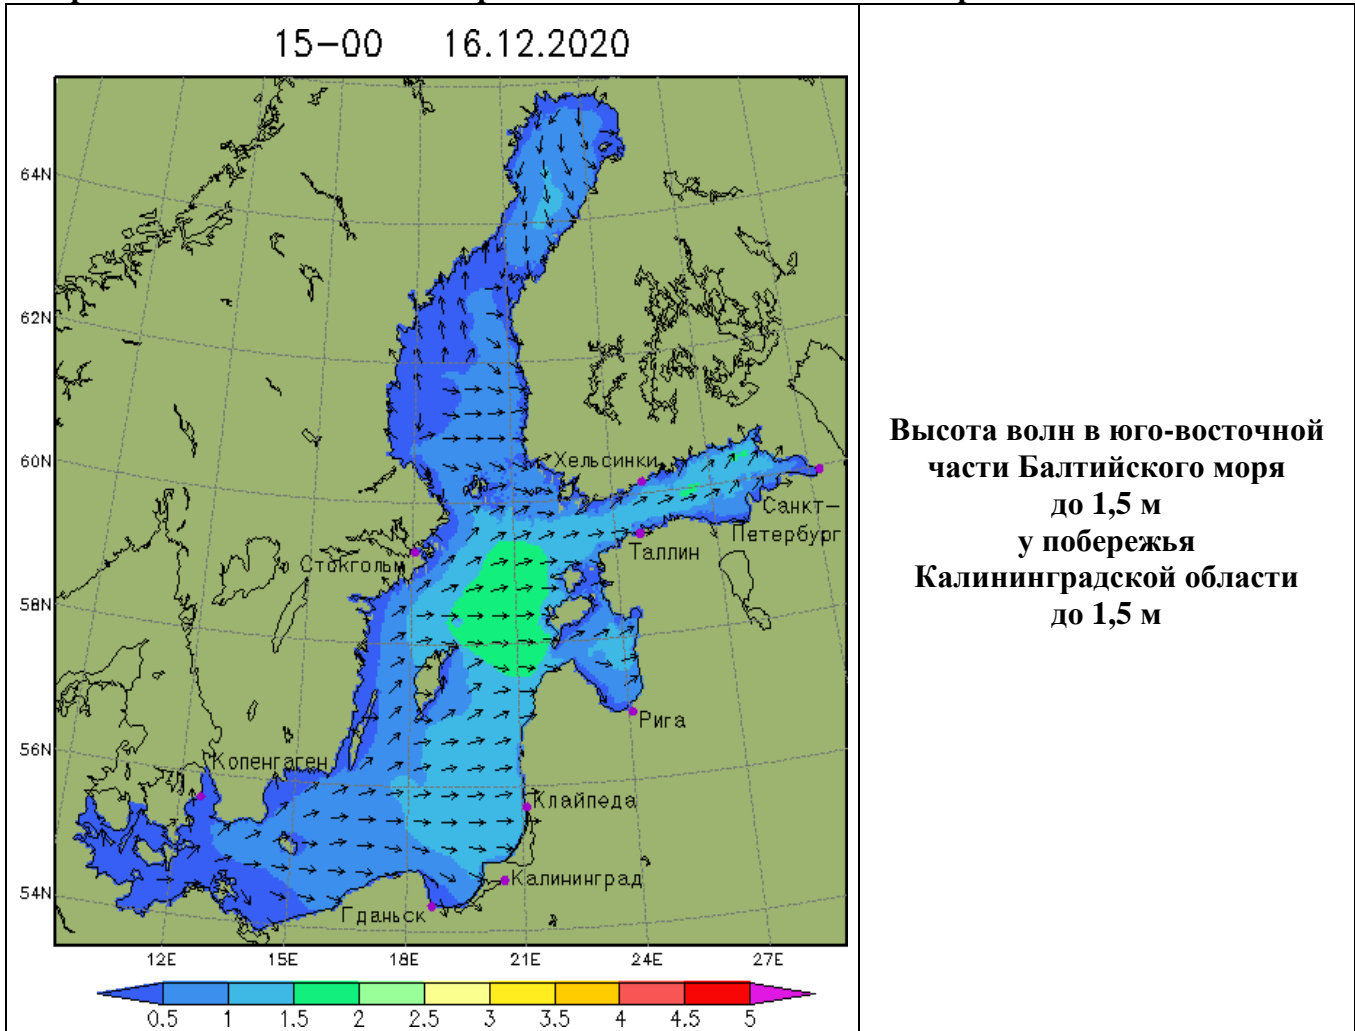 15-00 16.12.2020
64N
62N
Хельсинки
60N
Санкт-
Петербург
Таллин
Стокгольм
58N
Рига
56N
Копенгаген
Клайпеда
Калининград
54N
Гданьск
12E 15E 18E 21E 24E 27E
0.5 1 1.5 2 2.5 3 3.5 4 4.5 5
Высота волн в юго-восточной
части Балтийского моря
до 1,5 м
у побережья
Калининградской области
до 1,5 м